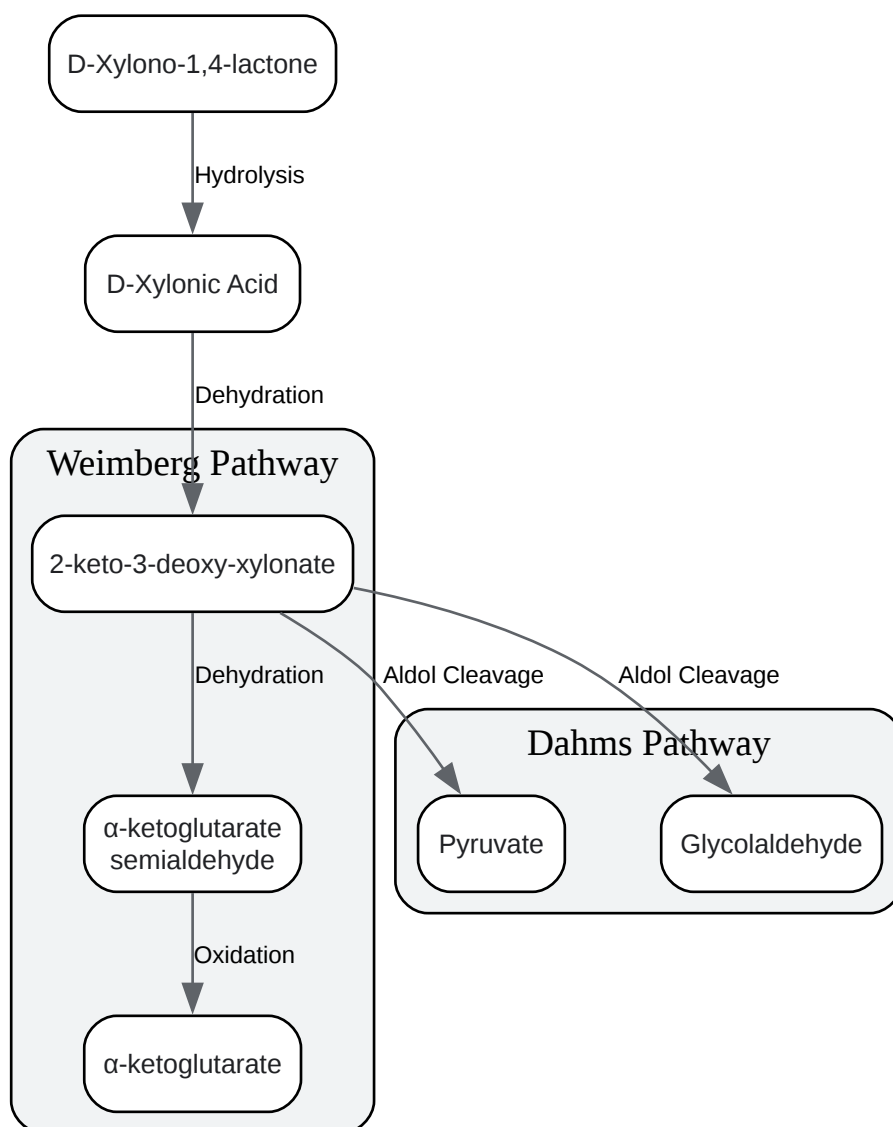 D-Xylono-1,4-lactone
Hydrolysis
D-Xylonic Acid
Dehydration
Weimberg Pathway
2-keto-3-deoxy-xylonate
Dehydration
Aldol Cleavage
Aldol Cleavage
Dahms Pathway
α-ketoglutarate
semialdehyde
Pyruvate
Glycolaldehyde
Oxidation
α-ketoglutarate